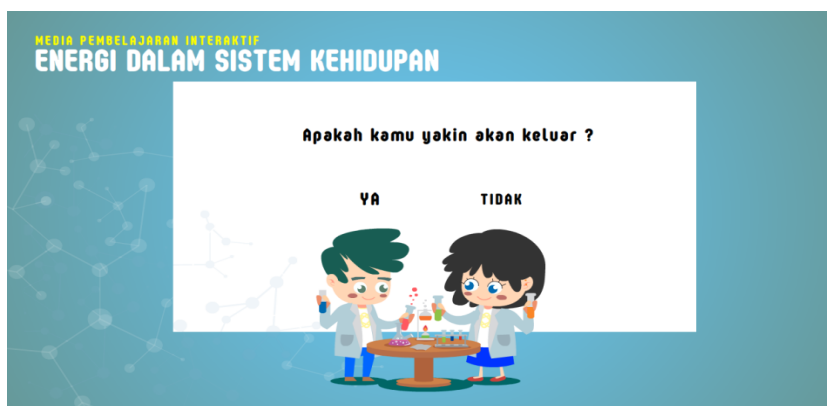 MEDIA PEMBELAJARAN INTERAKTIF
ENERGI DALAM SISTEM KEHIDUPAN
Apakah kamu yakin akan keluar ?
YA TIDAK